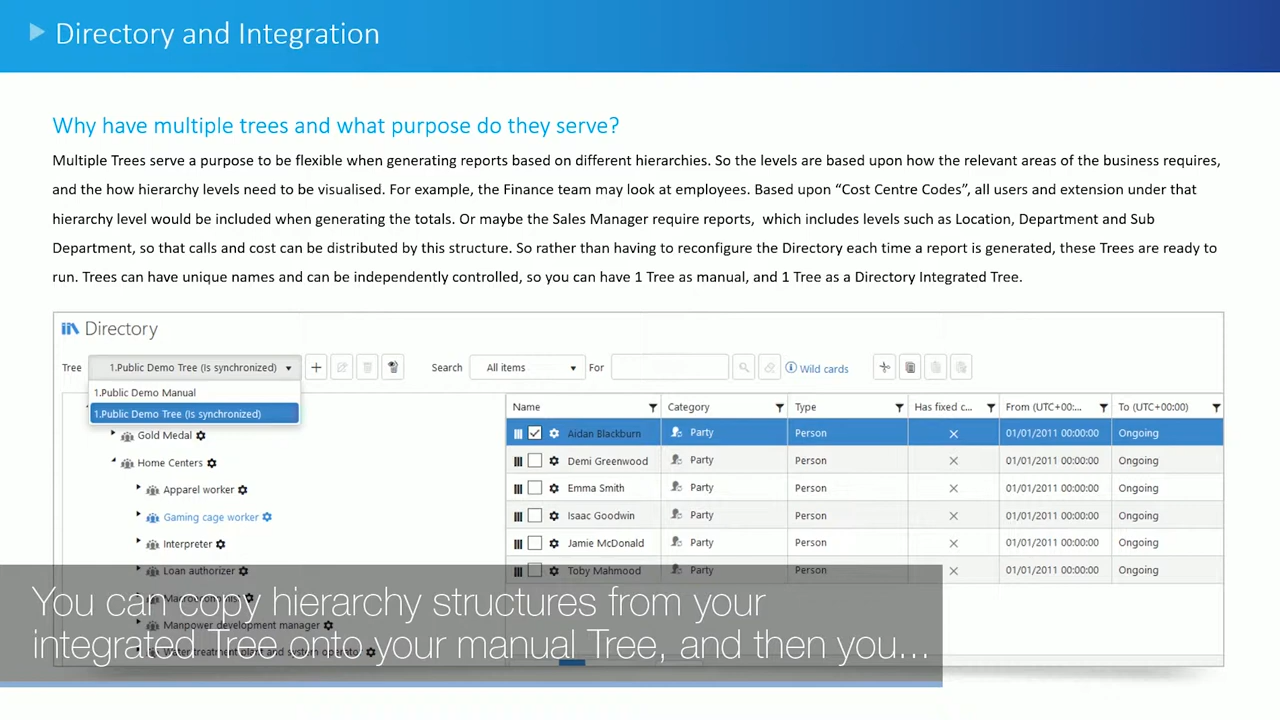 Directory and Integration
Why have multiple trees and what purpose do they serve?
Multiple Trees serve a purpose to be flexible when generating reports based on different hierarchies. So the levels are based upon how the relevant areas of the business requires,
and the how hierarchy levels need to be visualised. For example, the Finance team may look at employees. Based upon “Cost Centre Codes”, all users and extension under that
hierarchy level would be included when generating the totals. Or maybe the Sales Manager require reports, which includes levels such as Location, Department and Sub
Department, so that calls and cost can be distributed by this structure. So rather than having to reconfigure the Directory each time a report is generated, these Trees are ready to
run. Trees can have unique names and can be independently controlled, so you can have 1 Tree as manual, and 1 Tree as a Directory Integrated Tree.
Directory
Tree 1.Public Demo Tree (Is synchronized) Search All items For Wild cards
1.Public Demo Manual
1.Public Demo Tree (Is synchronized)
Gold Medal
Home Centers
Apparel worker
Gaming cage worker
Interpreter
Loan authorizer
Manpower development manager
Water treatment plant and system operator
Name Category Type Has fixed c... From (UTC+00:... To (UTC+00:00)
Aidan Blackburn Party Person 01/01/2011 00:00:00 Ongoing
Demi Greenwood Party Person 01/01/2011 00:00:00 Ongoing
Emma Smith Party Person 01/01/2011 00:00:00 Ongoing
Isaac Goodwin Party Person 01/01/2011 00:00:00 Ongoing
Jamie McDonald Party Person 01/01/2011 00:00:00 Ongoing
Toby Mahmood Party Person 01/01/2011 00:00:00 Ongoing
You can copy hierarchy structures from your
integrated Tree onto your manual Tree, and then you...